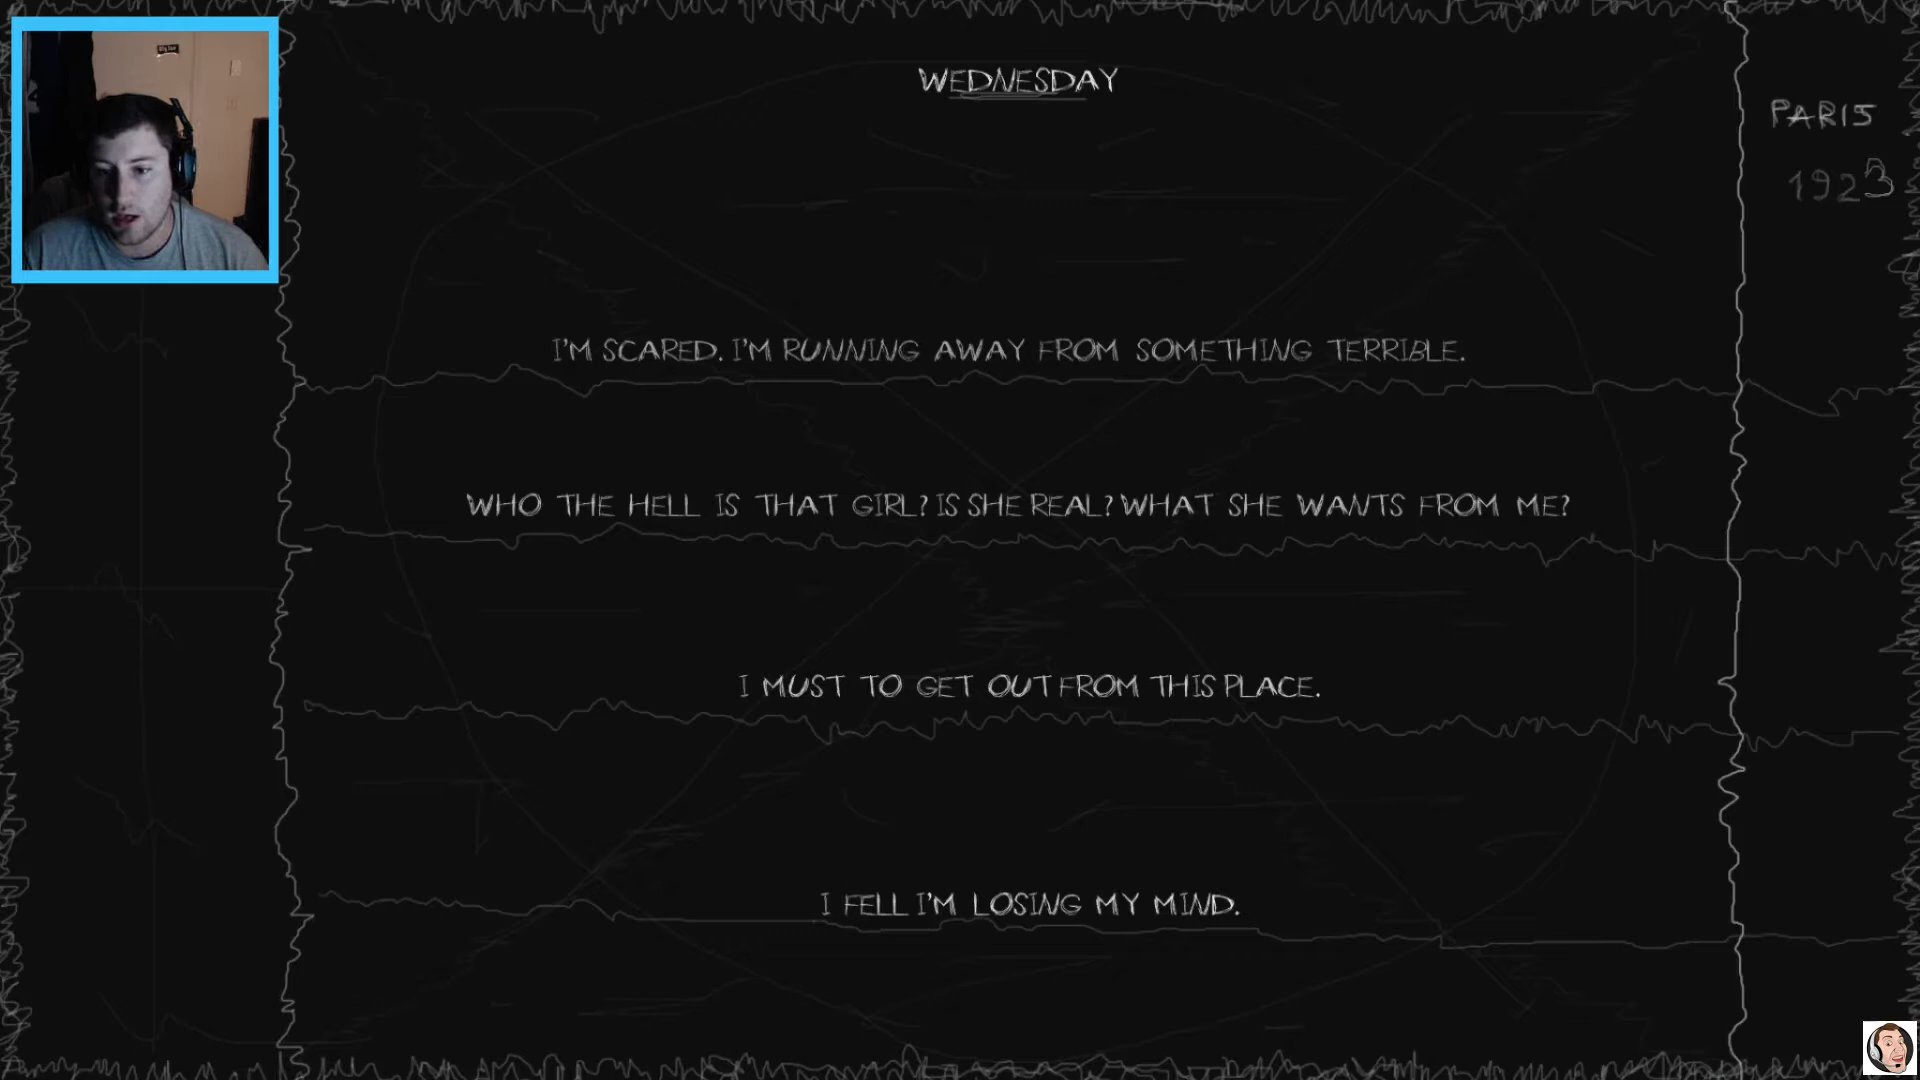 WEDNESDAY
PARIS
1923
I'M SCARED. I'M RUNNING AWAY FROM SOMETHING TERRIBLE.
WHO THE HELL IS THAT GIRL? IS SHE REAL? WHAT SHE WANTS FROM ME?
I MUST TO GET OUT FROM THIS PLACE.
I FELL I'M LOSING MY MIND.